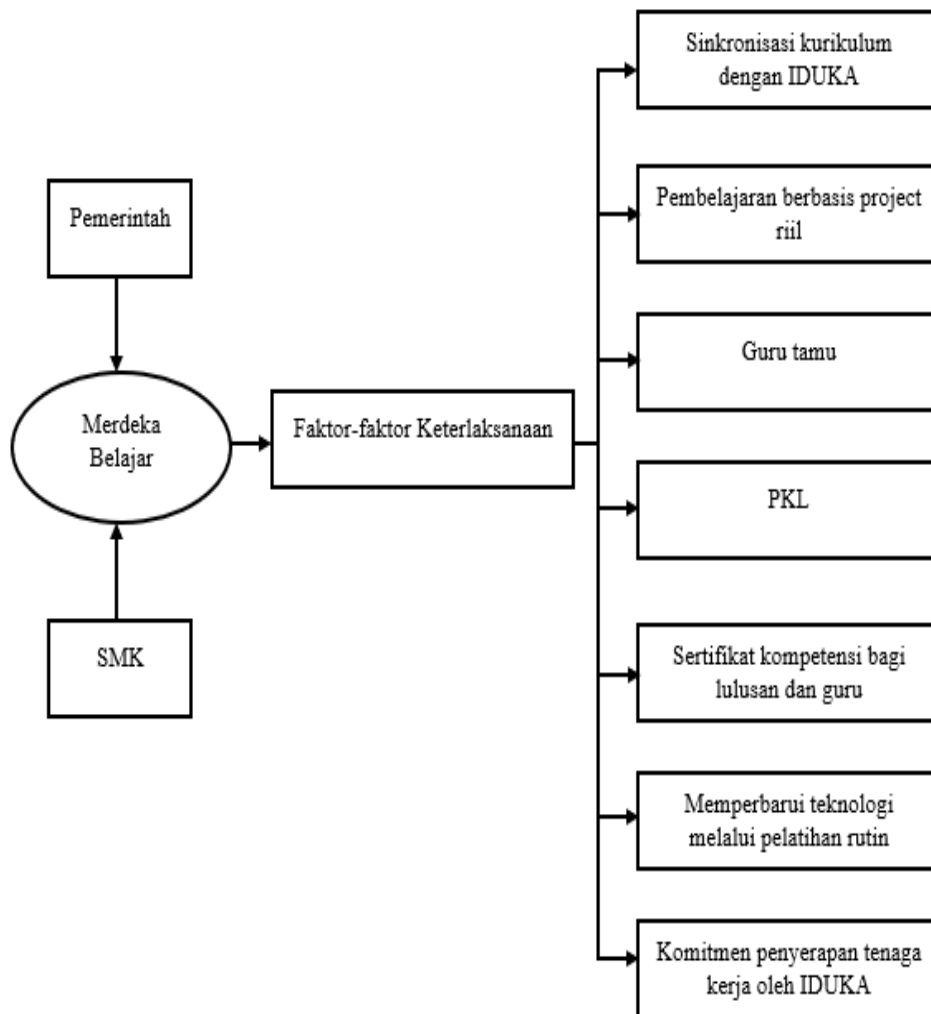 Sinkronisasi kurikulum
dengan IDUKA
Pemerintah
Pembelajaran berbasis project
riil
Guru tamu
Merdeka
Belajar
Faktor-faktor Keterlaksanaan
PKL
SMK
Sertifikat kompetensi bagi
lulusan dan guru
Memperbarui teknologi
melalui pelatihan rutin
Komitmen penyerapan tenaga
kerja oleh IDUKA